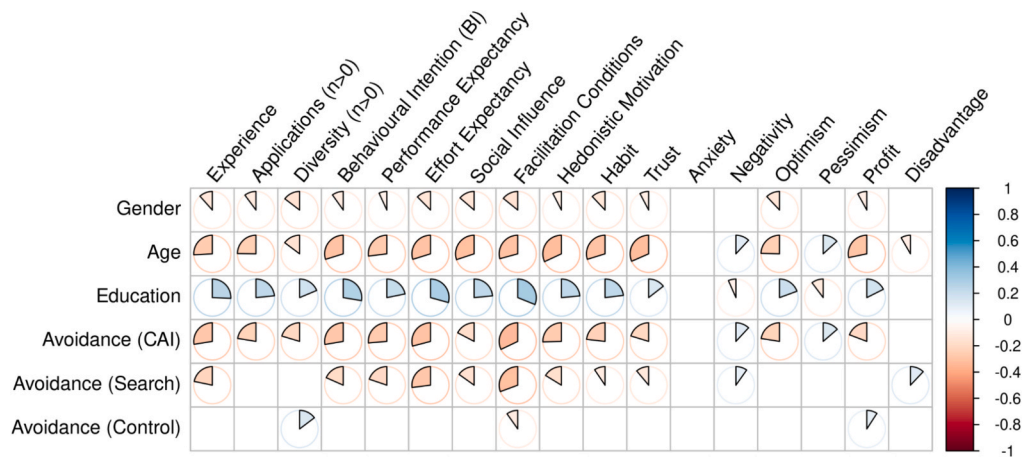 Experience
Applications (n>0)
Diversity (n>0)
Behavioural Intention (BI)
Performance Expectancy
Effort Expectancy
Social Influence
Facilitation Conditions
Hedonistic Motivation
Habit
Trust
Anxiety
Negativity
Optimism
Pessimism
Profit
Disadvantage
Gender
Age
Education
Avoidance (CAI)
Avoidance (Search)
Avoidance (Control)
1
0.8
0.6
0.4
0.2
0
-0.2
-0.4
-0.6
-0.8
-1